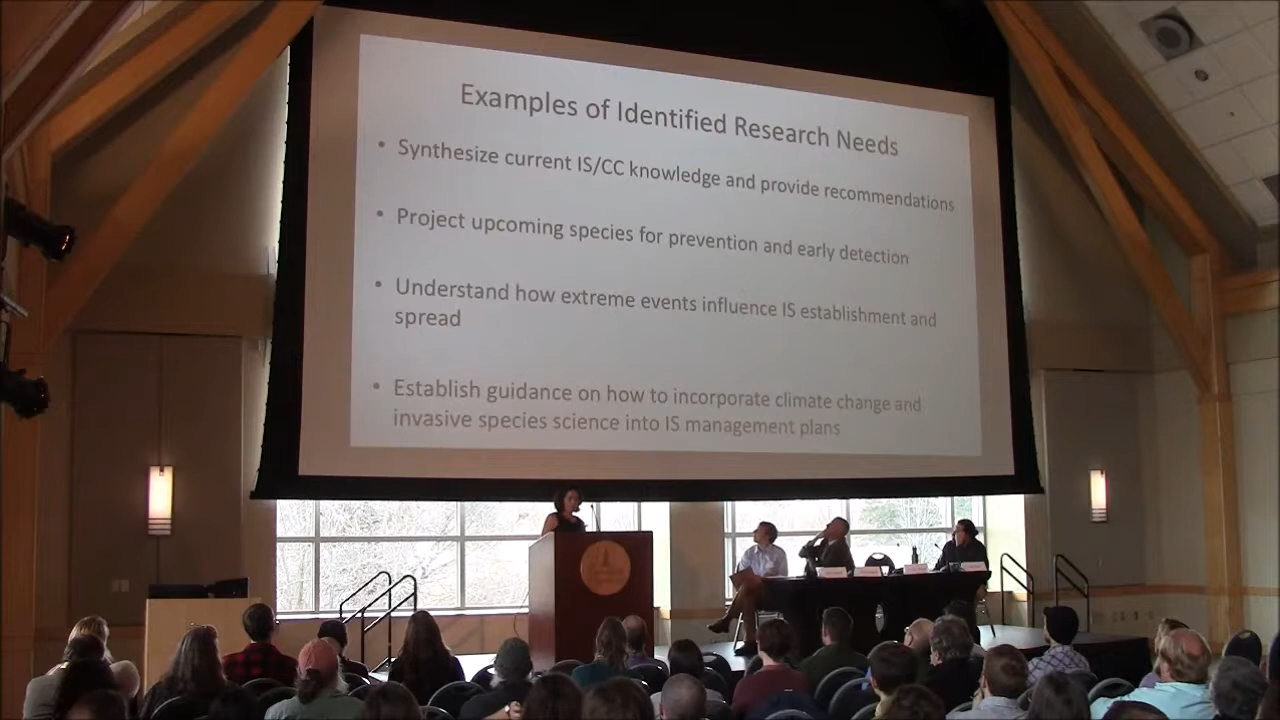 Examples of Identified Research Needs
• Synthesize current IS/CC knowledge and provide recommendations
• Project upcoming species for prevention and early detection
• Understand how extreme events influence IS establishment and
spread
• Establish guidance on how to incorporate climate change and
invasive species science into IS management plans